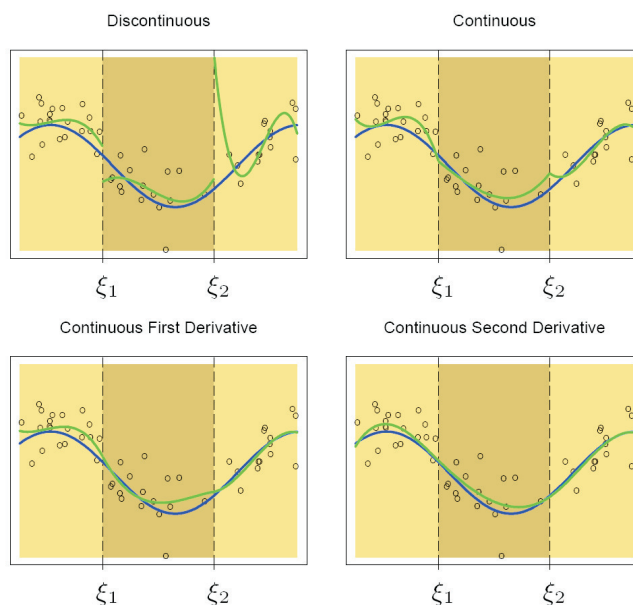 Discontinuous
Continuous
ξ1
ξ2
ξ1
ξ2
Continuous First Derivative
Continuous Second Derivative
ξ1
ξ2
ξ1
ξ2